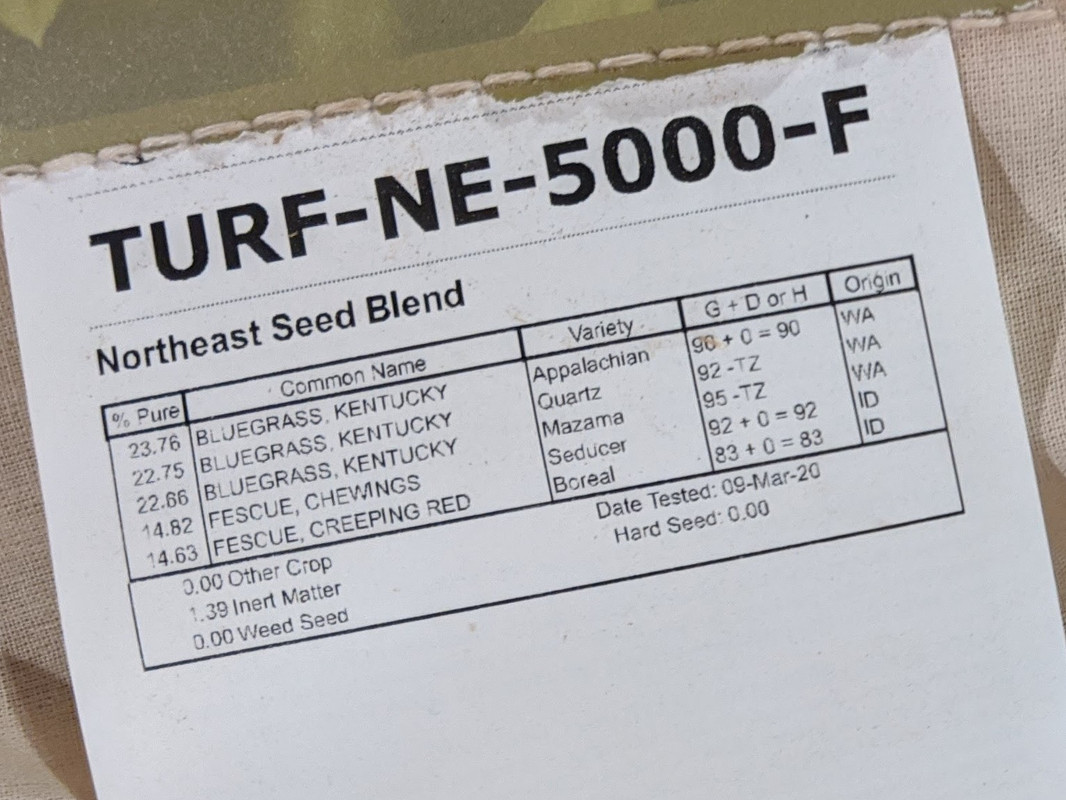 TURF-NE-5000-F
Northeast Seed Blend
% Pure Common Name Variety G + D or H Origin
23.76 BLUEGRASS, KENTUCKY Appalachian 90 + 0 = 90 WA
22.75 BLUEGRASS, KENTUCKY Quartz 92 -TZ WA
22.66 BLUEGRASS, KENTUCKY Mazama 95 -TZ WA
14.82 FESCUE, CHEWINGS Seducer 92 + 0 = 92 ID
14.63 FESCUE, CREEPING RED Boreal 83 + 0 = 83 ID
0.00 Other Crop Date Tested: 09-Mar-20
1.39 Inert Matter Hard Seed: 0.00
0.00 Weed Seed